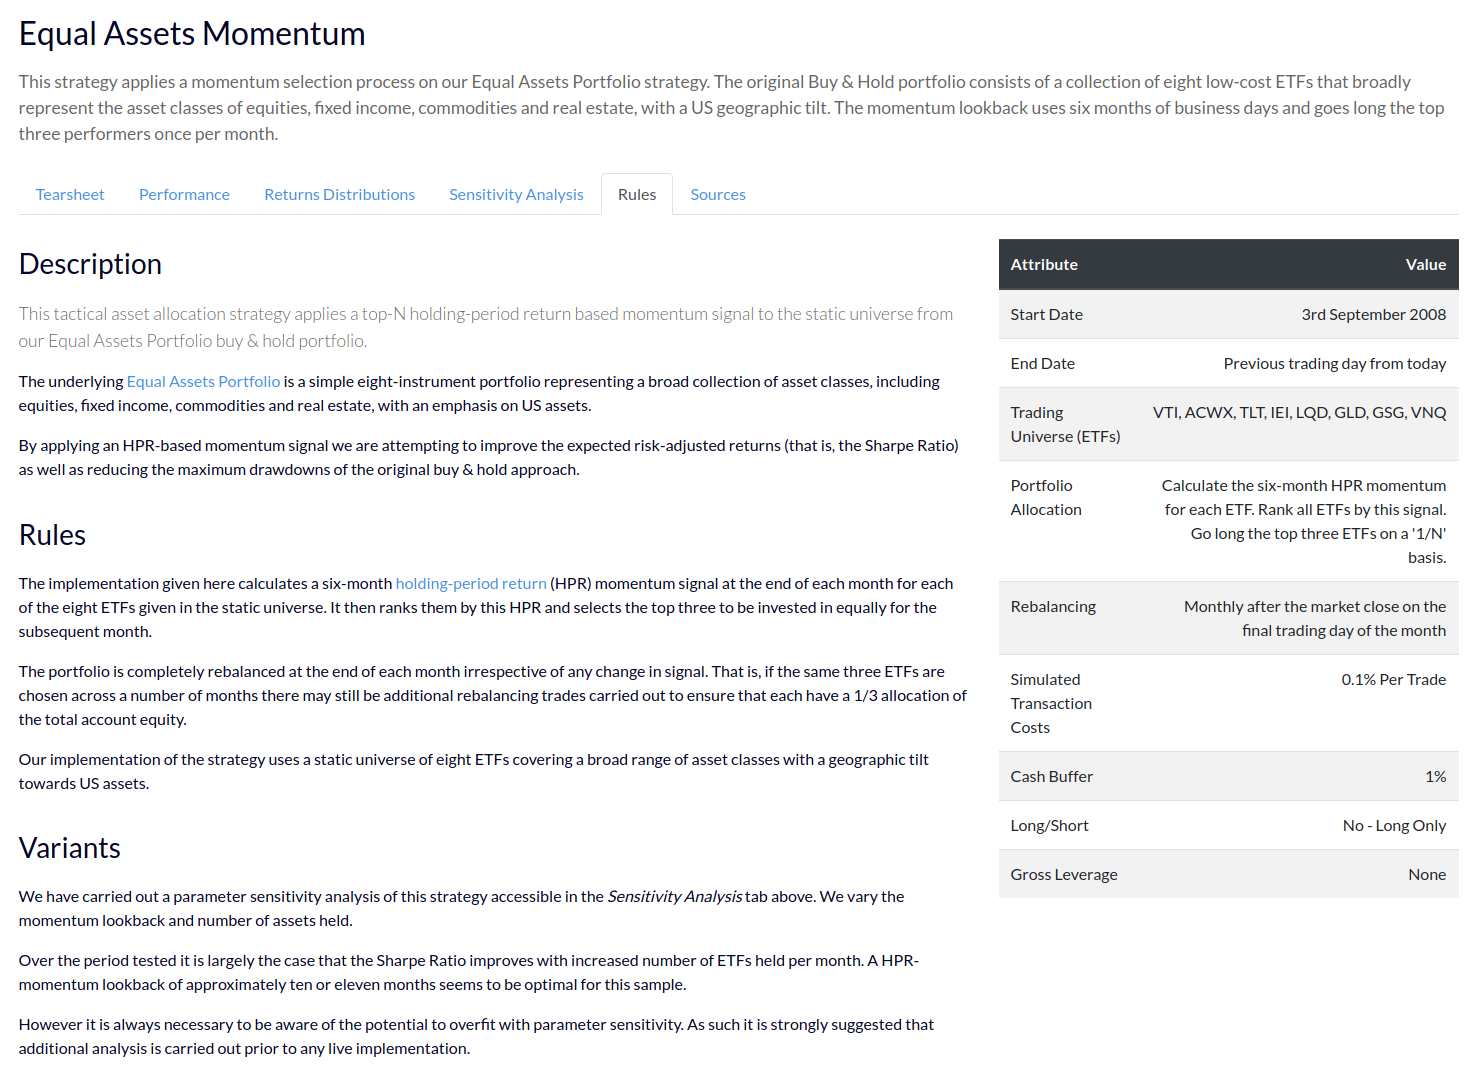 Equal Assets Momentum
This strategy applies a momentum selection process on our Equal Assets Portfolio strategy. The original Buy & Hold portfolio consists of a collection of eight low-cost ETFs that broadly
represent the asset classes of equities, fixed income, commodities and real estate, with a US geographic tilt. The momentum lookback uses six months of business days and goes long the top
three performers once per month.
Tearsheet Performance Returns Distributions Sensitivity Analysis Rules Sources
Description
This tactical asset allocation strategy applies a top-N holding-period return based momentum signal to the static universe from
our Equal Assets Portfolio buy & hold portfolio.
The underlying Equal Assets Portfolio is a simple eight-instrument portfolio representing a broad collection of asset classes, including
equities, fixed income, commodities and real estate, with an emphasis on US assets.
By applying an HPR-based momentum signal we are attempting to improve the expected risk-adjusted returns (that is, the Sharpe Ratio)
as well as reducing the maximum drawdowns of the original buy & hold approach.
Rules
The implementation given here calculates a six-month holding-period return (HPR) momentum signal at the end of each month for each
of the eight ETFs given in the static universe. It then ranks them by this HPR and selects the top three to be invested in equally for the
subsequent month.
The portfolio is completely rebalanced at the end of each month irrespective of any change in signal. That is, if the same three ETFs are
chosen across a number of months there may still be additional rebalancing trades carried out to ensure that each have a 1/3 allocation of
the total account equity.
Our implementation of the strategy uses a static universe of eight ETFs covering a broad range of asset classes with a geographic tilt
towards US assets.
Variants
We have carried out a parameter sensitivity analysis of this strategy accessible in the Sensitivity Analysis tab above. We vary the
momentum lookback and number of assets held.
Over the period tested it is largely the case that the Sharpe Ratio improves with increased number of ETFs held per month. A HPR-
momentum lookback of approximately ten or eleven months seems to be optimal for this sample.
However it is always necessary to be aware of the potential to overfit with parameter sensitivity. As such it is strongly suggested that
additional analysis is carried out prior to any live implementation.
Attribute Value
Start Date 3rd September 2008
End Date Previous trading day from today
Trading VTI, ACWX, TLT, IEI, LQD, GLD, GSG, VNQ
Universe (ETFs)
Portfolio Calculate the six-month HPR momentum
Allocation for each ETF. Rank all ETFs by this signal.
Go long the top three ETFs on a '1/N'
basis.
Rebalancing Monthly after the market close on the
final trading day of the month
Simulated 0.1% Per Trade
Transaction
Costs
Cash Buffer 1%
Long/Short No - Long Only
Gross Leverage None